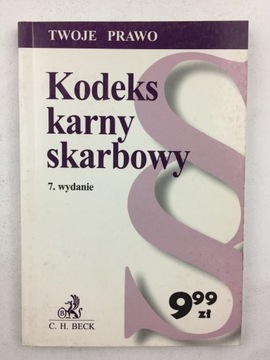 TWOJE PRAWO
Kodeks
karny
skarbowy
7. wydanie
9 99
zł
C. H. BECK